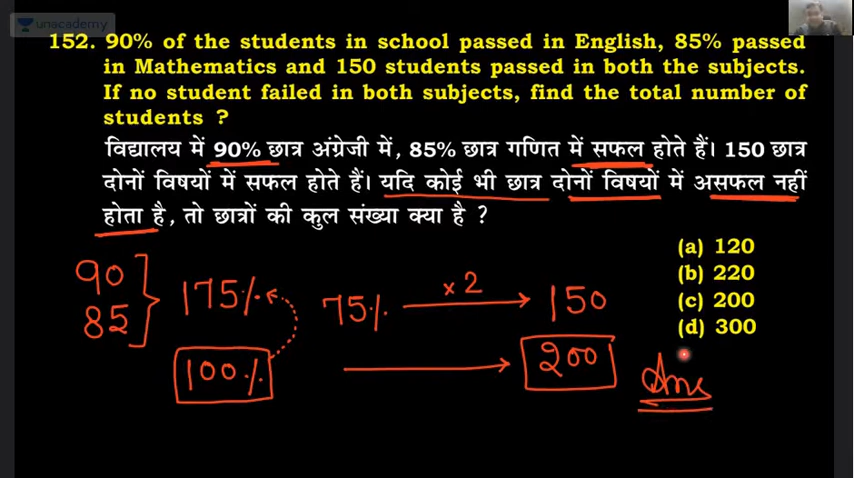 unacademy
152. 90% of the students in school passed in English, 85% passed
in Mathematics and 150 students passed in both the subjects.
If no student failed in both subjects, find the total number of
students ?
विद्यालय में 90% छात्र अंग्रेजी में, 85% छात्र गणित में सफल होते हैं। 150 छात्र
दोनों विषयों में सफल होते हैं। यदि कोई भी छात्र दोनों विषयों में असफल नहीं
होता है, तो छात्रों की कुल संख्या क्या है ?
(a) 120
(b) 220
(c) 200
(d) 300
90
85
175%
100%
75% ×2 150
200
Ans